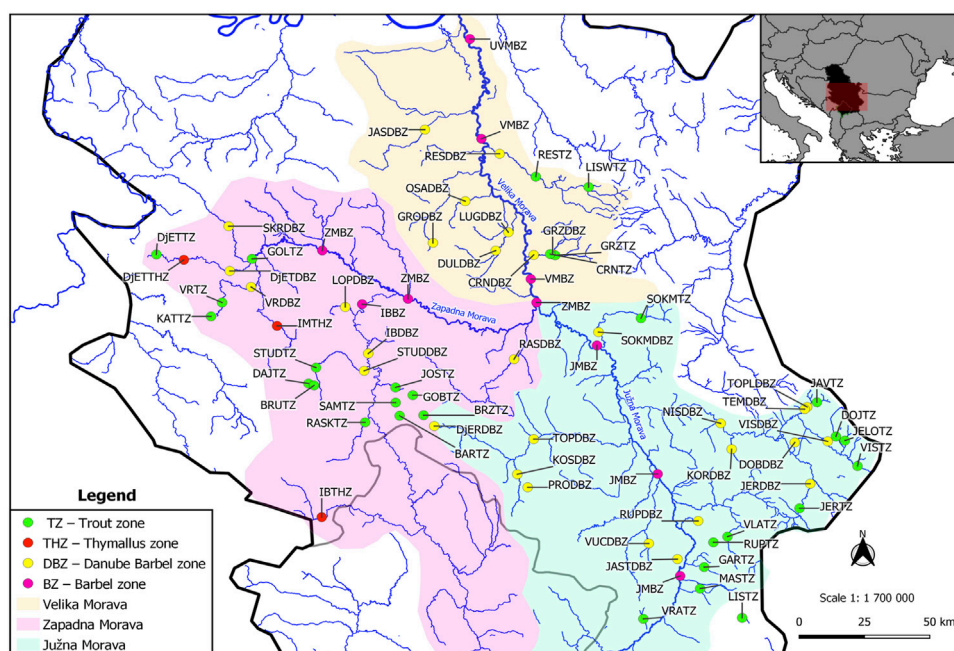 UVMBZ
JASDBZ
VMBZ
RESDBZ
RESTZ
LISWTZ
OSADBZ
Velika Morava
GRODBZ
LUGDBZ
SKRDBZ
ZMBZ
GRZDBZ
DjETTZ
GOLTZ
GRZTZ
DJETTHZ
DULDBZ
CRNTZ
DJETDBZ
LOPDBZ
ZMBZ
CRNDBZ
VMBZ
VRTZ
VRDBZ
IBBZ
Zapadna Morava
ZMBZ
SOKMTZ
KATTZ
IMTHZ
IBDBZ
SOKMDBZ
STUDTZ
STUDDBZ
RASDBZ
JMBZ
DAJTZ
JOSTZ
TOPLDBZ
JAVTZ
BRUTZ
GOBTZ
Južna Morava
TEMDBZ
SAMTZ
BRZTZ
NISDBZ
VISDBZ
DOJTZ
RASKTZ
DJERDBZ
TOPDBZ
JELOTZ
BARTZ
KOSDBZ
DOBDBZ
VISTZ
PRODBZ
JMBZ
KORDBZ
JERDBZ
IBTHZ
JERTZ
RUPDBZ
VLATZ
VUCDBZ
RUPTZ
JASTDBZ
GARTZ
JMBZ
MASTZ
VRATZ
LISTZ
Legend
TZ – Trout zone
THZ – Thymallus zone
DBZ – Danube Barbel zone
BZ – Barbel zone
Velika Morava
Zapadna Morava
Južna Morava
N
Scale 1: 1 700 000
0 25 50 km